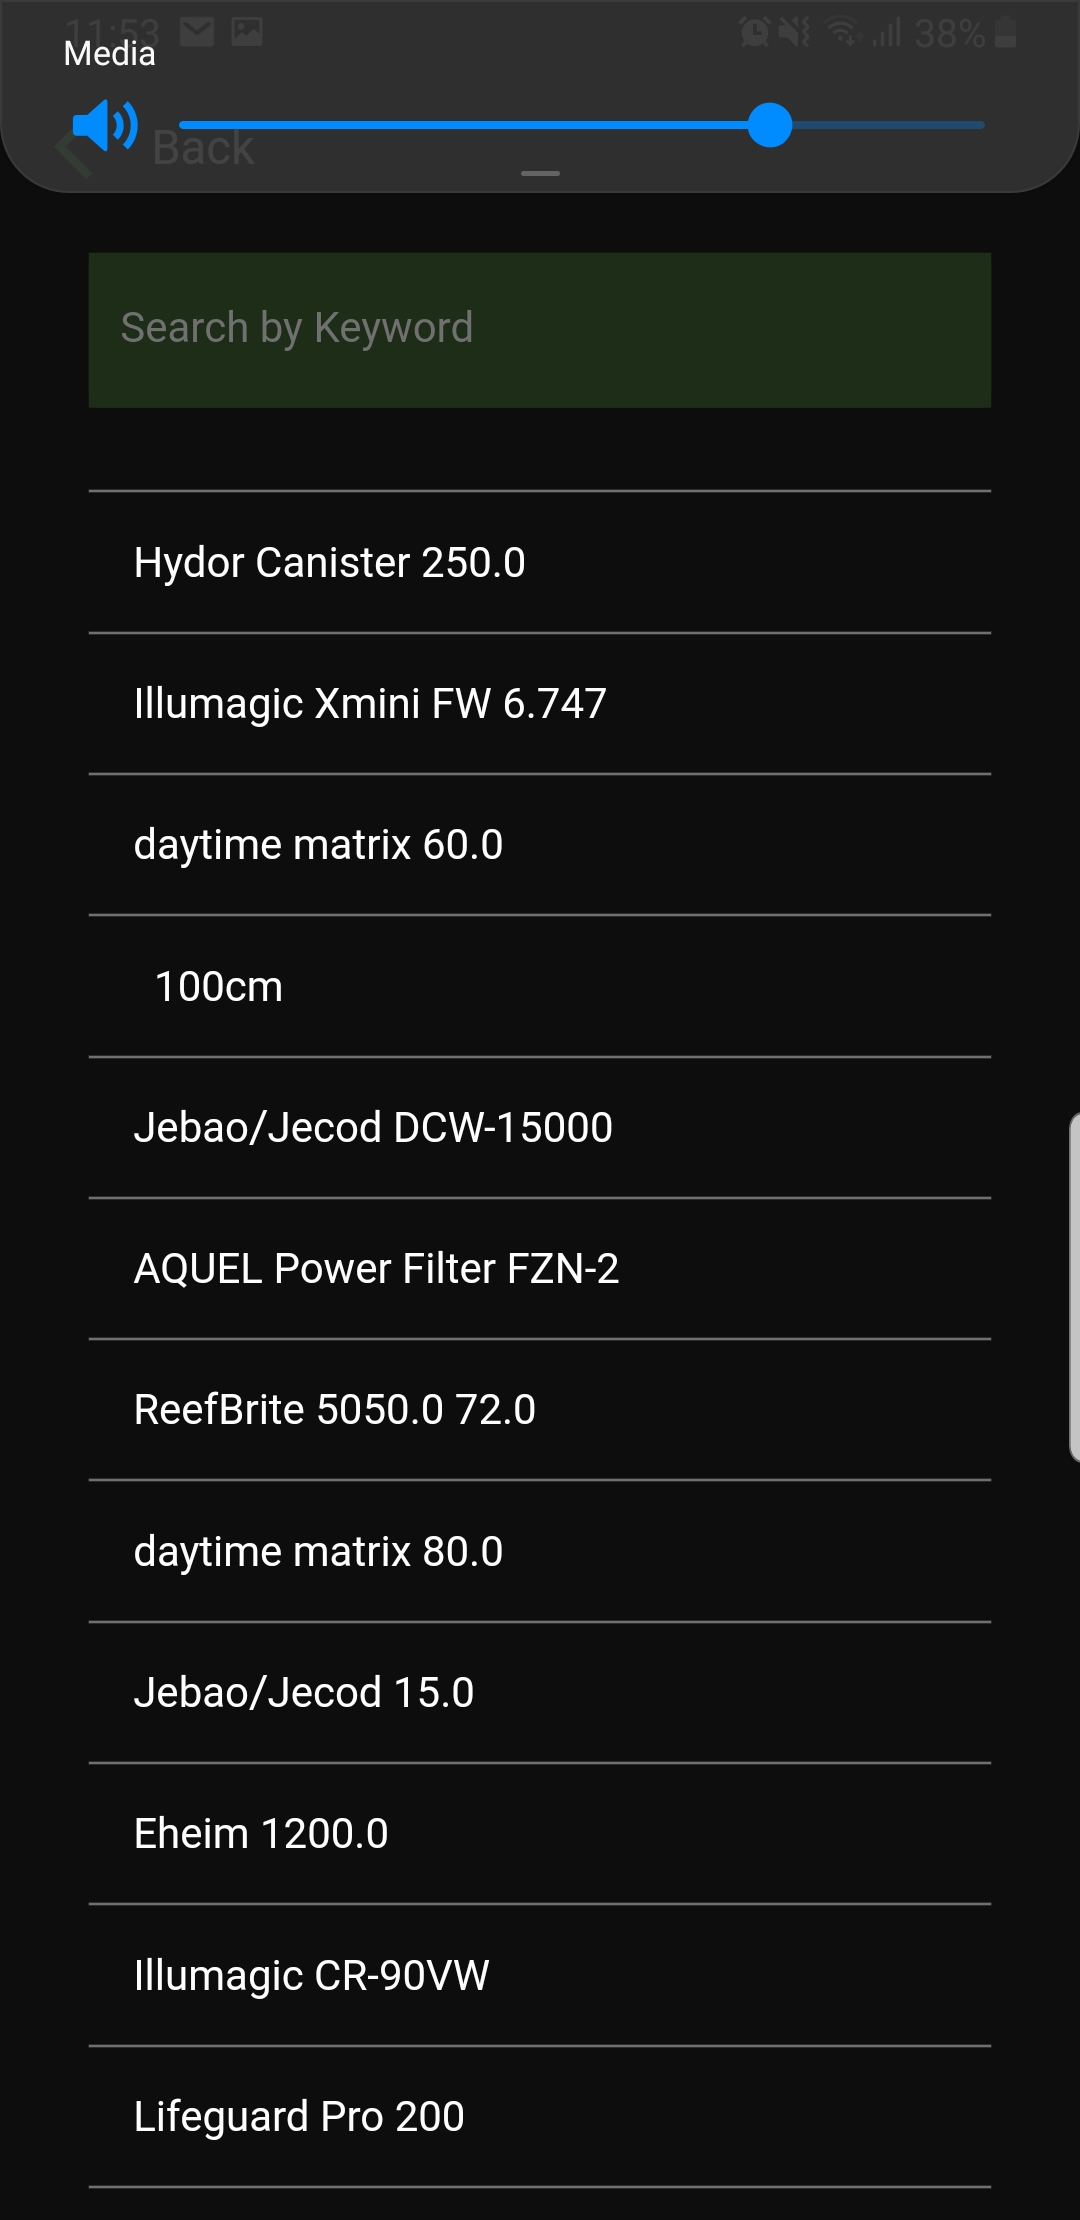 11:53
38%
Media
Back
Search by Keyword
Hydor Canister 250.0
Illumagic Xmini FW 6.747
daytime matrix 60.0
100cm
Jebao/Jecod DCW-15000
AQUEL Power Filter FZN-2
ReefBrite 5050.0 72.0
daytime matrix 80.0
Jebao/Jecod 15.0
Eheim 1200.0
Illumagic CR-90VW
Lifeguard Pro 200